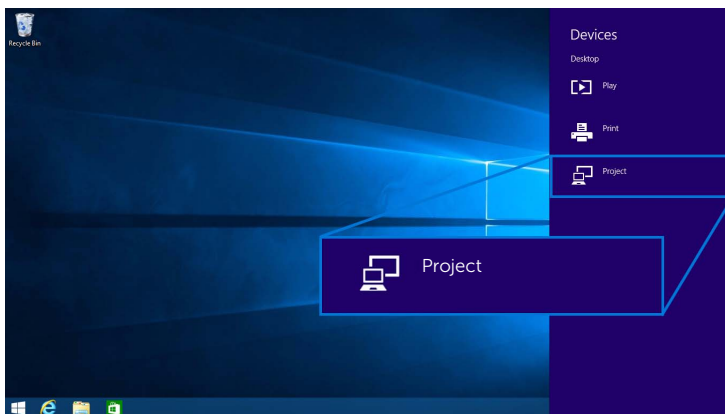 Recycle Bin
Devices
Desktop
Play
Print
Project
Project